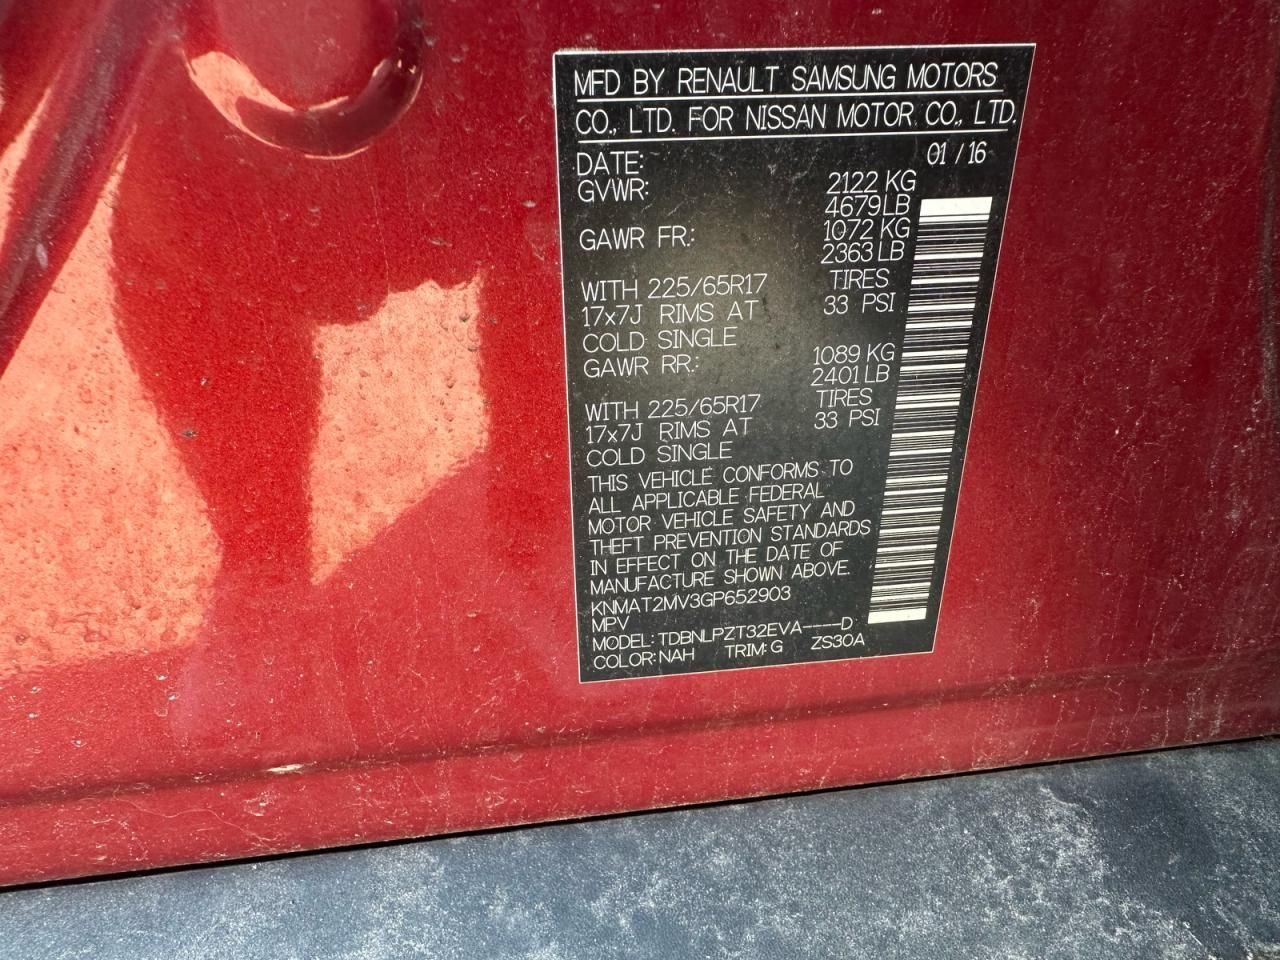 MFD BY RENAULT SAMSUNG MOTORS
CO., LTD. FOR NISSAN MOTOR CO., LTD.
DATE: 01 / 16
GVWR: 2122 KG
4679 LB
GAWR FR.: 1072 KG
2363 LB
WITH 225/65R17 TIRES
17x7J RIMS AT 33 PSI
COLD SINGLE
GAWR RR.: 1089 KG
2401 LB
WITH 225/65R17 TIRES
17x7J RIMS AT 33 PSI
COLD SINGLE
THIS VEHICLE CONFORMS TO
ALL APPLICABLE FEDERAL
MOTOR VEHICLE SAFETY AND
THEFT PREVENTION STANDARDS
IN EFFECT ON THE DATE OF
MANUFACTURE SHOWN ABOVE.
KNMAT2MV3GP652903
MPV
MODEL: TDBNLPZT32EVA----D
COLOR: NAH TRIM: G ZS30A